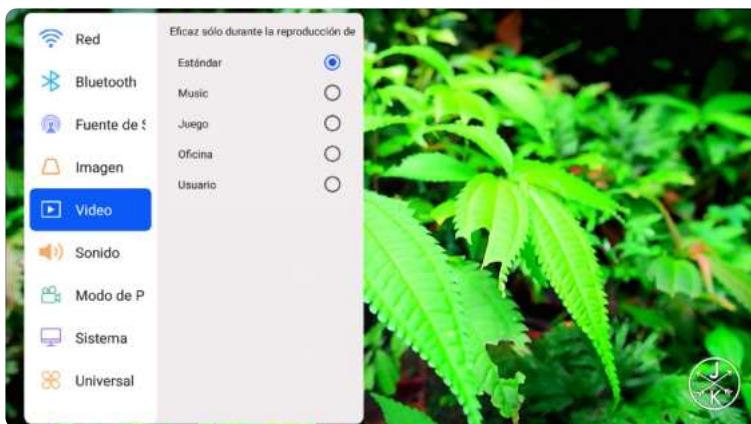 Red
Bluetooth
Fuente de S
Imagen
Video
Sonido
Modo de P
Sistema
Universal
Eficaz sólo durante la reproducción de
Estándar
Music
Juego
Oficina
Usuario
J
K